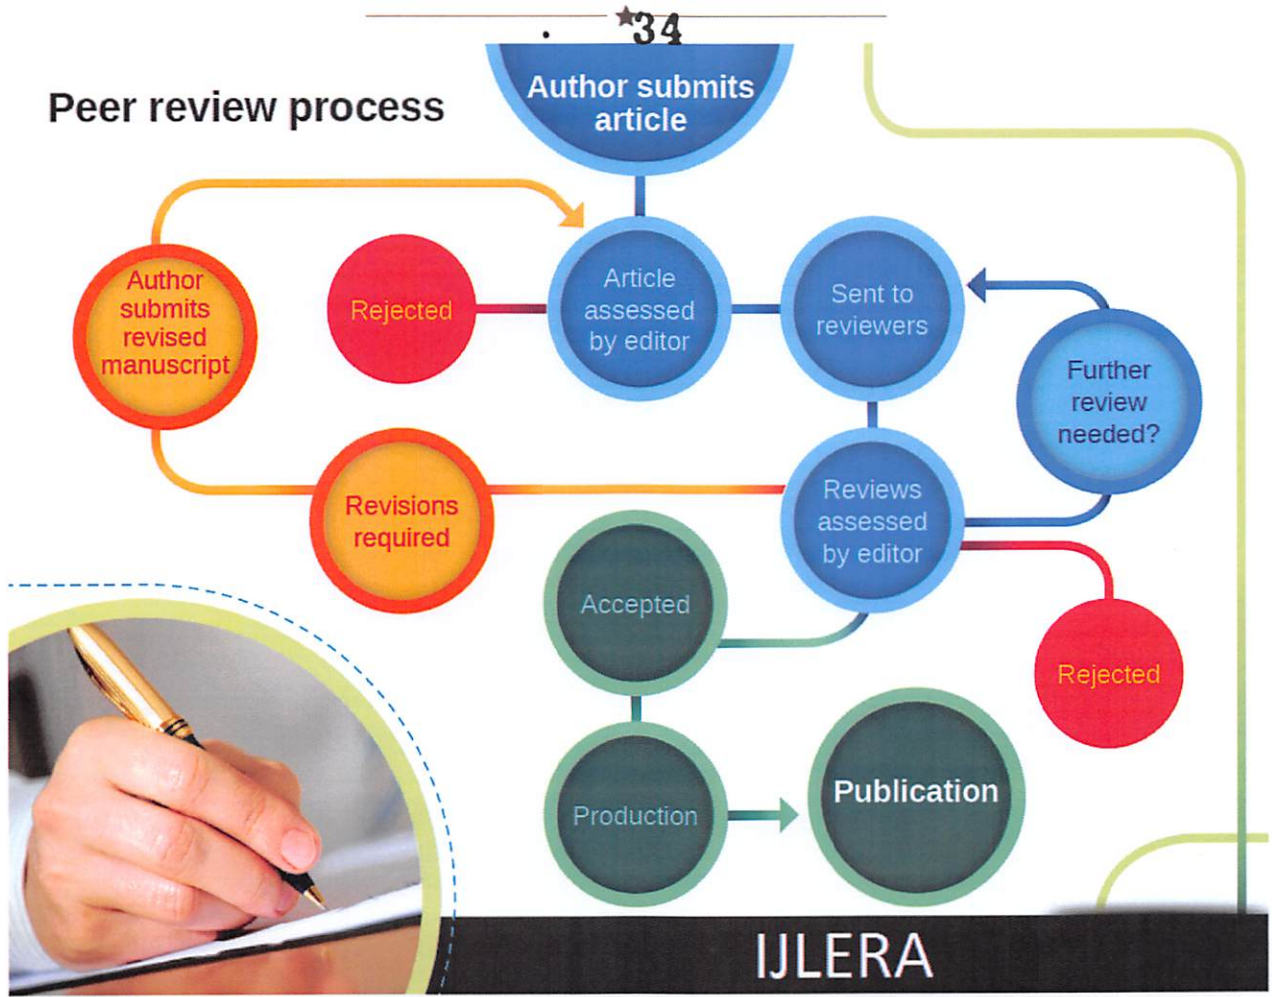 34
Peer review process
Author submits
article
Author
submits
revised
manuscript
Rejected
Article
assessed
by editor
Sent to
reviewers
Further
review
needed?
Revisions
required
Reviews
assessed
by editor
Accepted
Rejected
Production
Publication
IJLERA